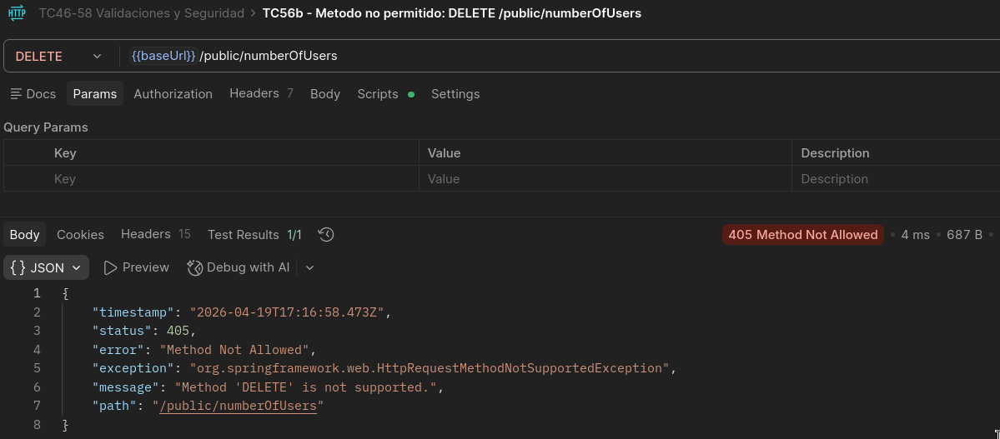 HTTP TC46-58 Validaciones y Seguridad > TC56b - Metodo no permitido: DELETE /public/numberOfUsers
DELETE {{baseUrl}} /public/numberOfUsers
Docs Params Authorization Headers 7 Body Scripts Settings
Query Params
Key Value Description
Key Value Description
Body Cookies Headers 15 Test Results 1/1 405 Method Not Allowed • 4 ms • 687 B •
{ } JSON Preview Debug with AI
1 {
2 "timestamp": "2026-04-19T17:16:58.473Z",
3 "status": 405,
4 "error": "Method Not Allowed",
5 "exception": "org.springframework.web.HttpRequestMethodNotSupportedException",
6 "message": "Method 'DELETE' is not supported.",
7 "path": "/public/numberOfUsers"
8 }